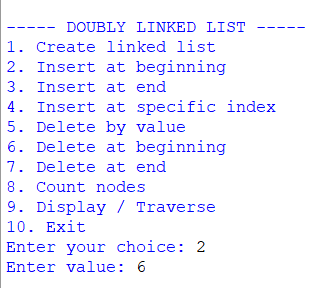 ----- DOUBLY LINKED LIST -----
1. Create linked list
2. Insert at beginning
3. Insert at end
4. Insert at specific index
5. Delete by value
6. Delete at beginning
7. Delete at end
8. Count nodes
9. Display / Traverse
10. Exit
Enter your choice: 2
Enter value: 6